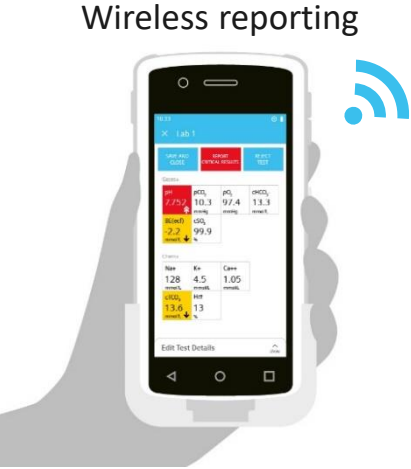 Wireless reporting
10:33
Lab 1
SAVE AND CLOSE
REPORT CRITICAL RESULTS
REJECT TEST
Gases+
pH pCO₂ pO₂ cHCO₃
7.757 10.3 97.4 13.3
mmHg mmHg mmol/L
BE(ecf) cSO₂
-2.2 99.9
mmol/L %
Chem+
Na+ K+ Ca++
128 4.5 1.05
mmol/L mmol/L mmol/L
cTCO₂ Hct
13.6 13
mmol/L %
Edit Test Details